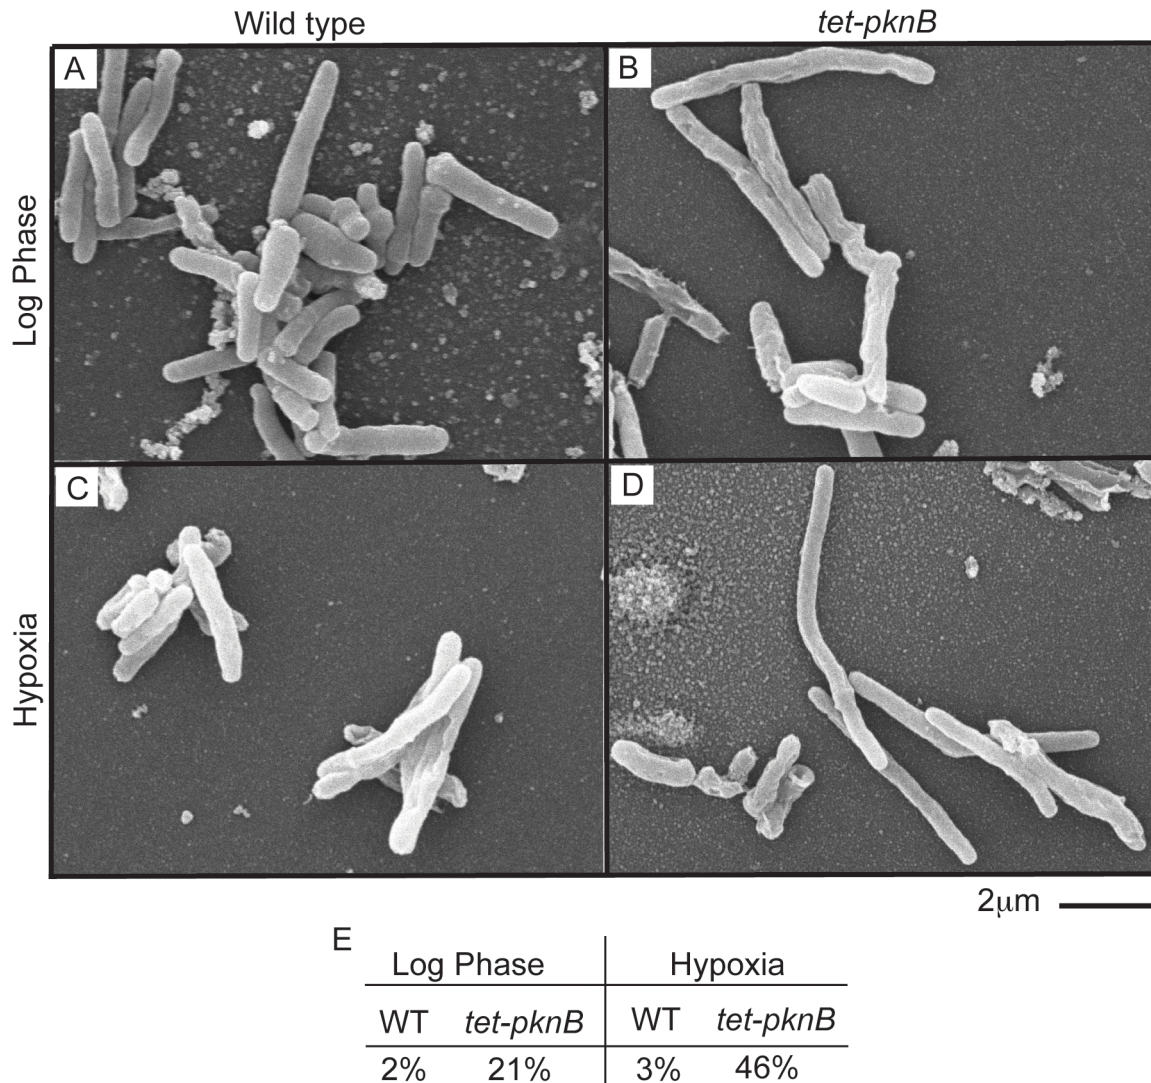 Wild type
tet-pknB
A
B
Log Phase
C
D
Hypoxia
2μm
E
Log Phase Hypoxia
WT tet-pknB WT tet-pknB
2% 21% 3% 46%